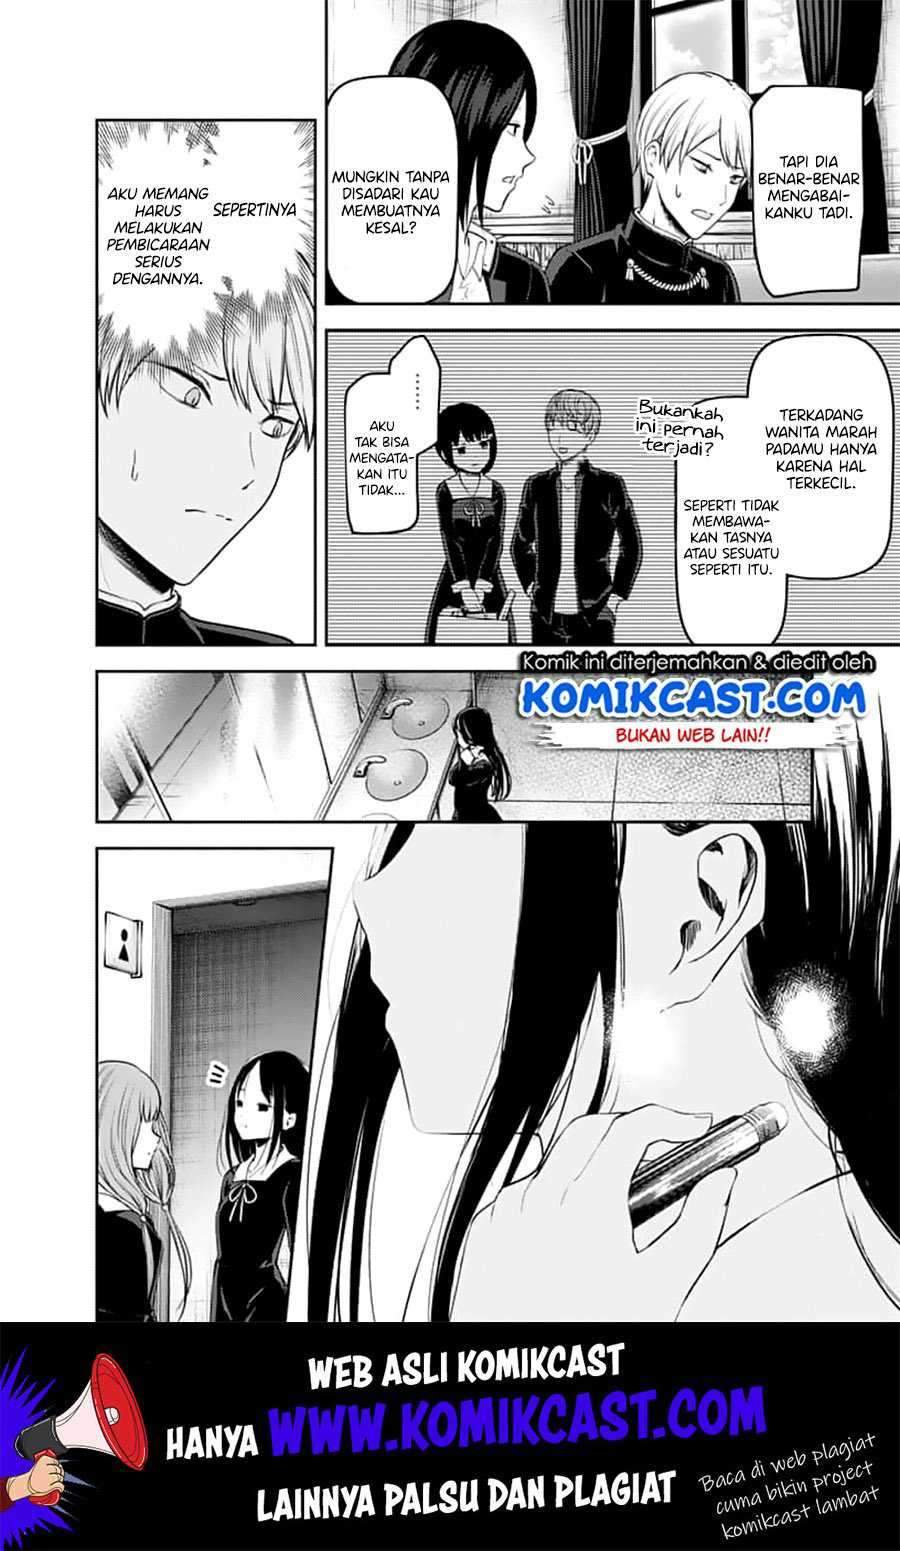 TAPI DIA
BENAR-BENAR
MENGABAI-
KANKU TADI.
MUNGKIN TANPA
DISADARI KAU
MEMBUATNYA
KESAL?
SEPERTINYA
AKU MEMANG
HARUS
MELAKUKAN
PEMBICARAAN
SERIUS
DENGANNYA.
TERKADANG
WANITA MARAH
PADAMU HANYA
KARENA HAL
TERKECIL.
SEPERTI TIDAK
MEMBAWA-
KAN TASNYA
ATAU SESUATU
SEPERTI ITU.
Bukankah
ini pernah
terjadi?
........
AKU
TAK BISA
MENGATA-
KAN ITU
TIDAK...
Komik ini diterjemahkan & diedit oleh
KOMIKCAST.COM
BUKAN WEB LAIN!!
WEB ASLI KOMIKCAST
HANYA WWW.KOMIKCAST.COM
LAINNYA PALSU DAN PLAGIAT
Baca di web plagiat
cuma bikin project
komikcast lambat